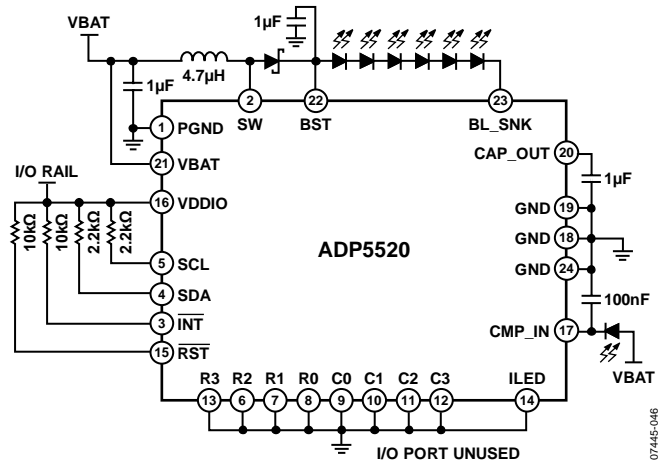 VBAT
1µF
1µF
4.7µH
2
22
23
SW
BST
BL_SNK
1
PGND
CAP_OUT
20
21
VBAT
1µF
I/O RAIL
16
VDDIO
GND
19
10kΩ
10kΩ
2.2kΩ
2.2kΩ
ADP5520
GND
18
5
SCL
GND
24
4
SDA
100nF
3
INT
CMP_IN
17
15
RST
VBAT
R3
R2
R1
R0
C0
C1
C2
C3
ILED
13
6
7
8
9
10
11
12
14
I/O PORT UNUSED
07445-046